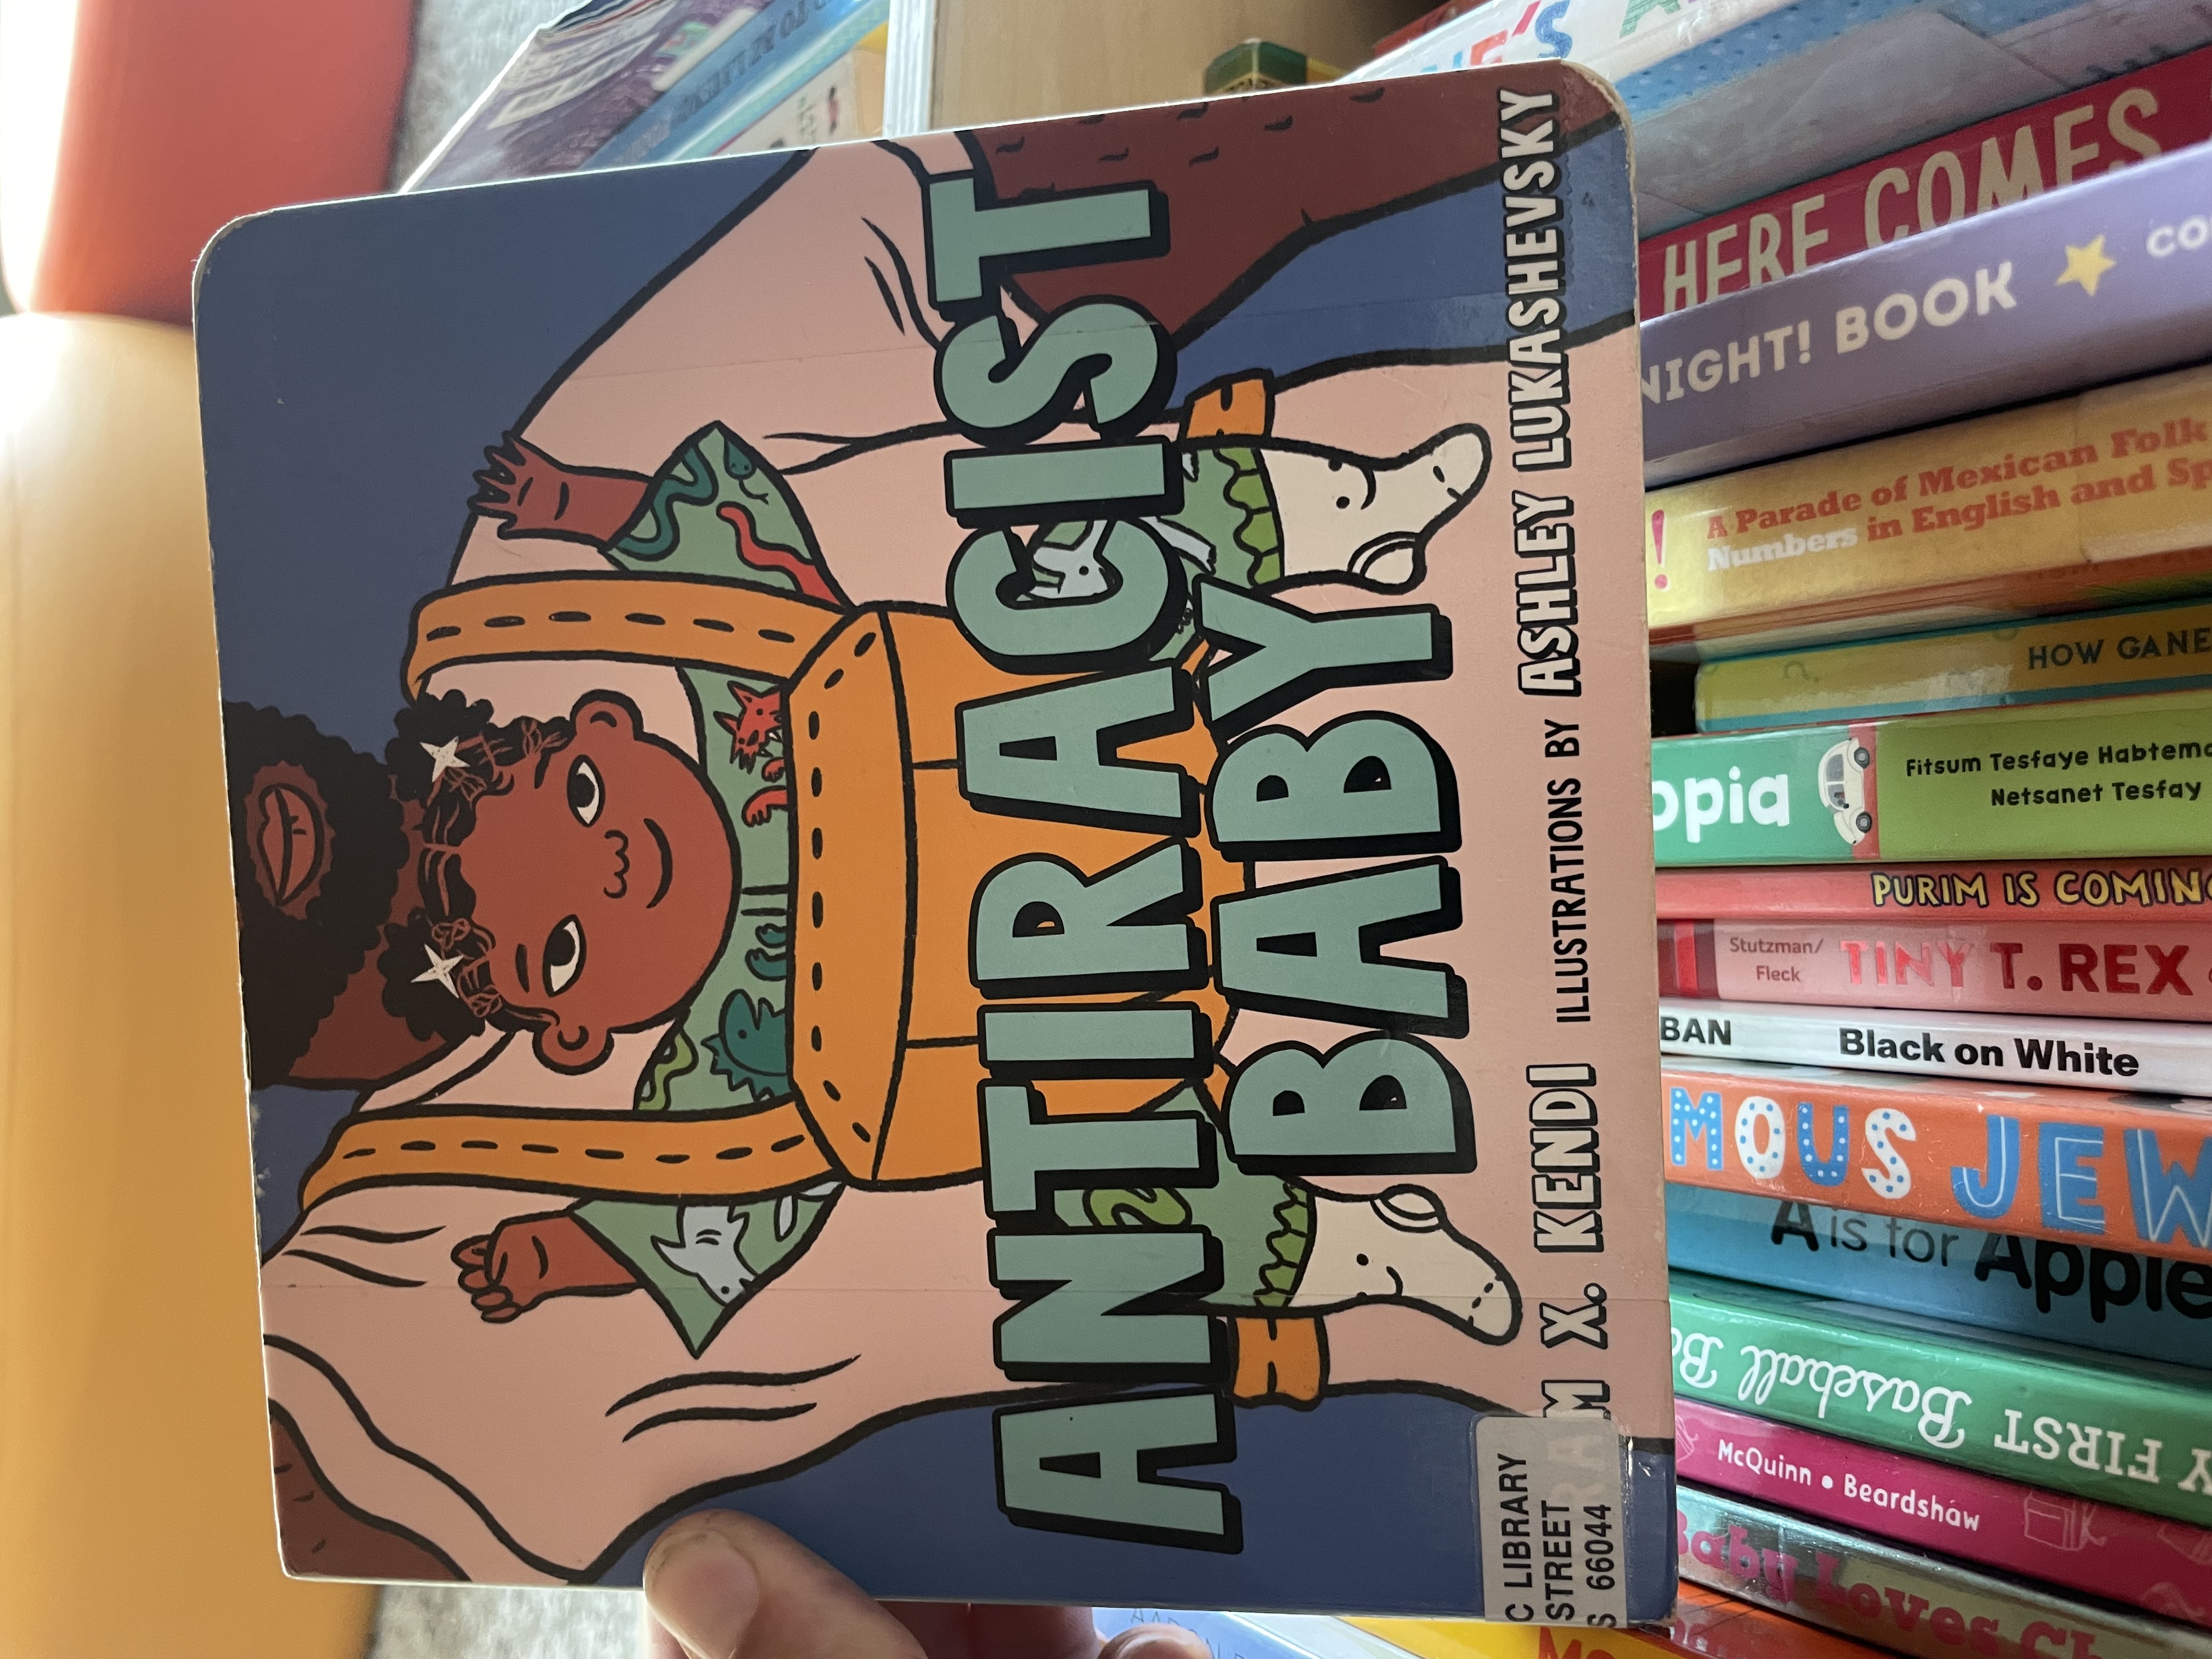 ANTIRACIST
BABY
M X. KENDI ILLUSTRATIONS BY ASHLEY LUKASHEVSKY
C LIBRARY
STREET
S 66044
HERE COMES
NIGHT! BOOK
A Parade of Mexican Folk
Numbers in English and Sp
HOW GANE
opia
Fitsum Tesfaye Habtema
Netsanet Tesfay
PURIM IS COMING
Stutzman/
Fleck
TINY T. REX
BAN
Black on White
MOUS JEW
A is for Apple
Y FIRST Baseball B
McQuinn • Beardshaw
Baby Loves